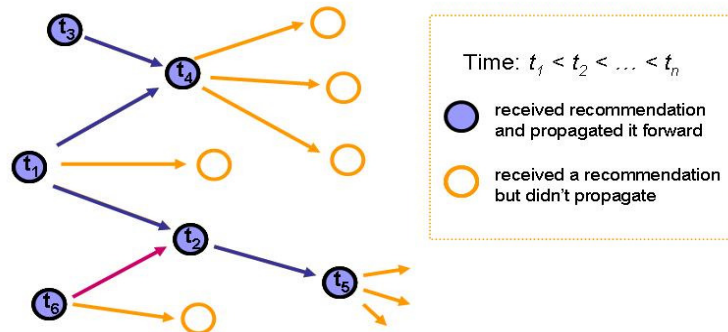 t3
t4
t1
t2
t5
t6
Time: t1 < t2 < ... < tn
received recommendation
and propagated it forward
received a recommendation
but didn't propagate